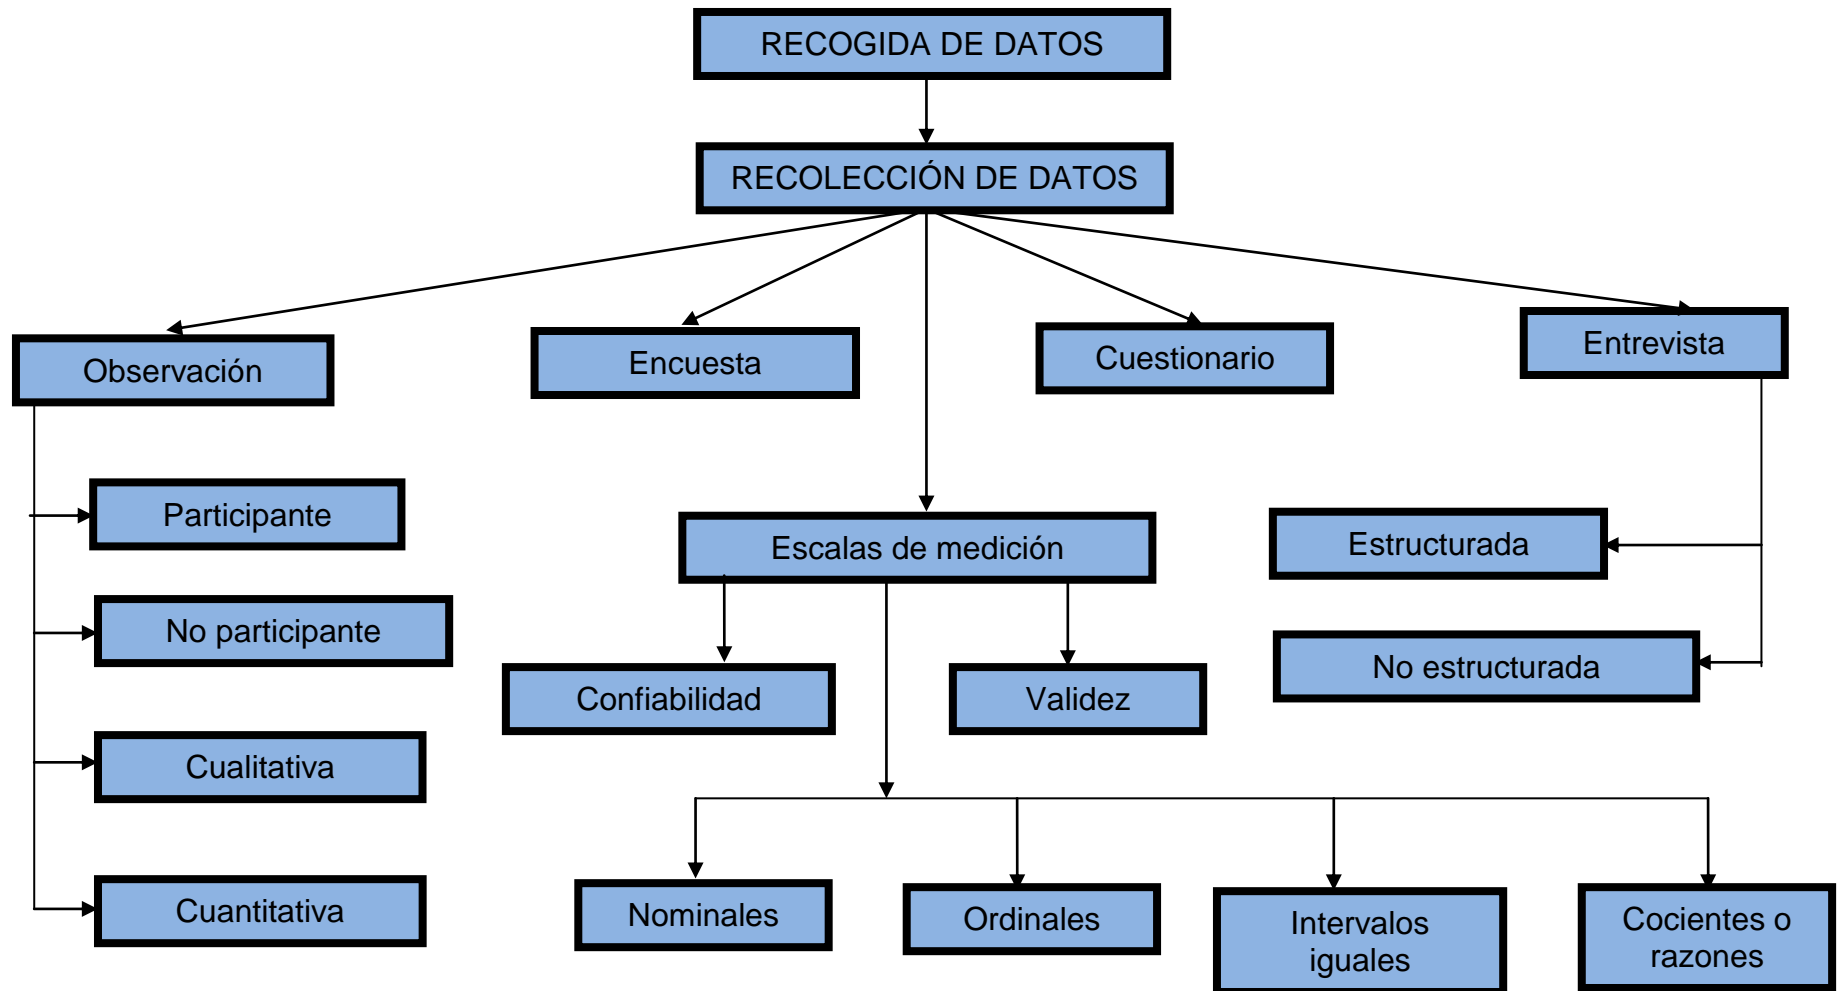 RECOGIDA DE DATOS
RECOLECCIÓN DE DATOS
Observación
Encuesta
Cuestionario
Entrevista
Participante
No participante
Cualitativa
Cuantitativa
Escalas de medición
Confiabilidad
Validez
Estructurada
No estructurada
Nominales
Ordinales
Intervalos
iguales
Cocientes o
razones